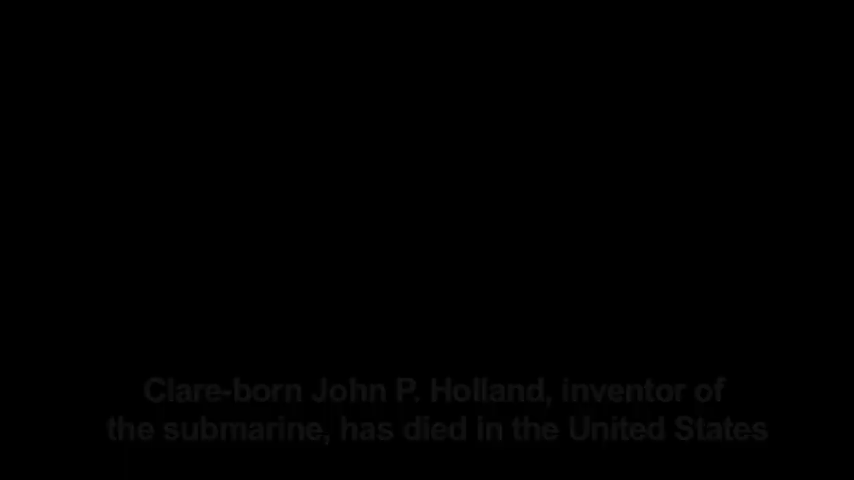 Clare-born John P. Holland, inventor of
the submarine, has died in the United States